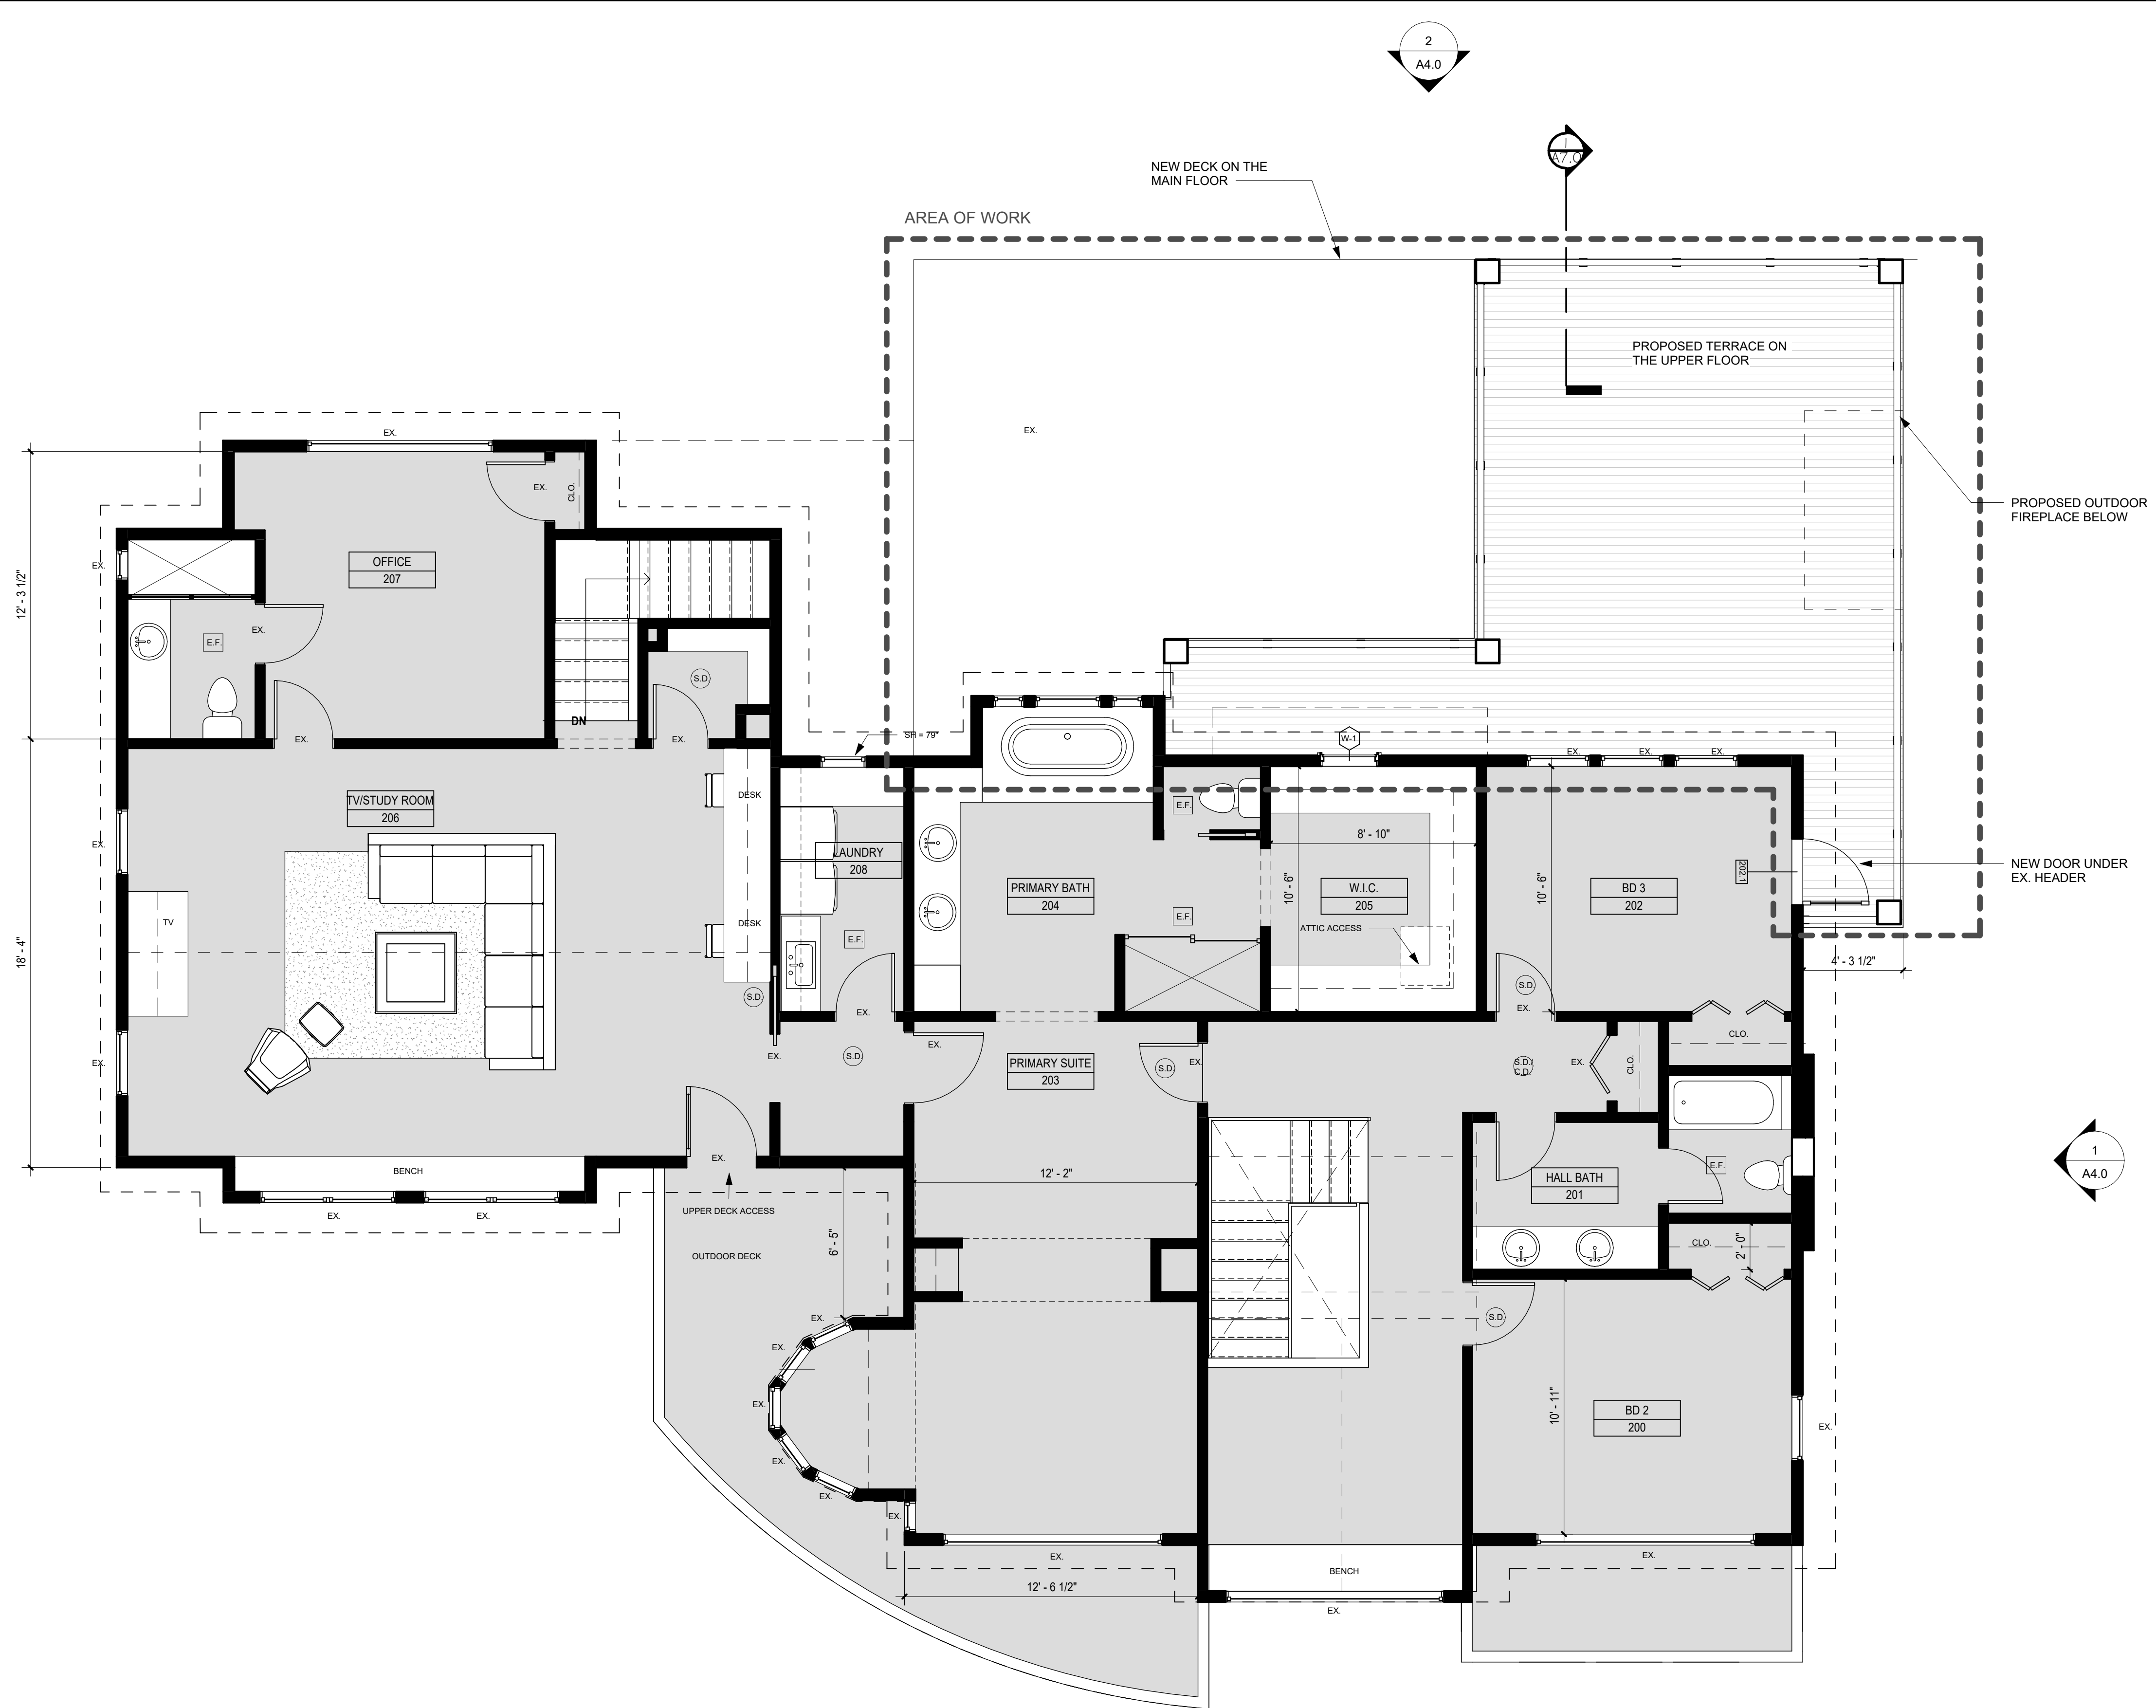 2
A4.0
1
A7.0
NEW DECK ON THE
MAIN FLOOR
AREA OF WORK
PROPOSED TERRACE ON
THE UPPER FLOOR
EX.
EX.
PROPOSED OUTDOOR
FIREPLACE BELOW
EX.
CLO.
12' - 3 1/2"
OFFICE
207
EX.
E.F.
EX.
S.D.
DN
EX.
EX.
SH = 79"
W-1
EX.
EX.
EX.
TV/STUDY ROOM
206
DESK
E.F.
8' - 10"
EX.
LAUNDRY
208
NEW DOOR UNDER
EX. HEADER
202.1
PRIMARY BATH
204
10' - 6"
W.I.C.
205
10' - 6"
BD 3
202
TV
DESK
E.F.
E.F.
ATTIC ACCESS
18' - 4"
4' - 3 1/2"
S.D.
S.D.
EX.
EX.
CLO.
EX.
EX.
S.D.
EX.
PRIMARY SUITE
203
S.D.
EX.
S.D./
C.D.
EX.
CLO.
1
A4.0
EX.
BENCH
12' - 2"
HALL BATH
201
E.F.
EX.
EX.
UPPER DECK ACCESS
OUTDOOR DECK
6' - 5"
CLO.
2' - 0"
EX.
S.D.
EX.
EX.
10' - 11"
BD 2
200
EX.
EX.
EX.
EX.
EX.
EX.
BENCH
12' - 6 1/2"
EX.